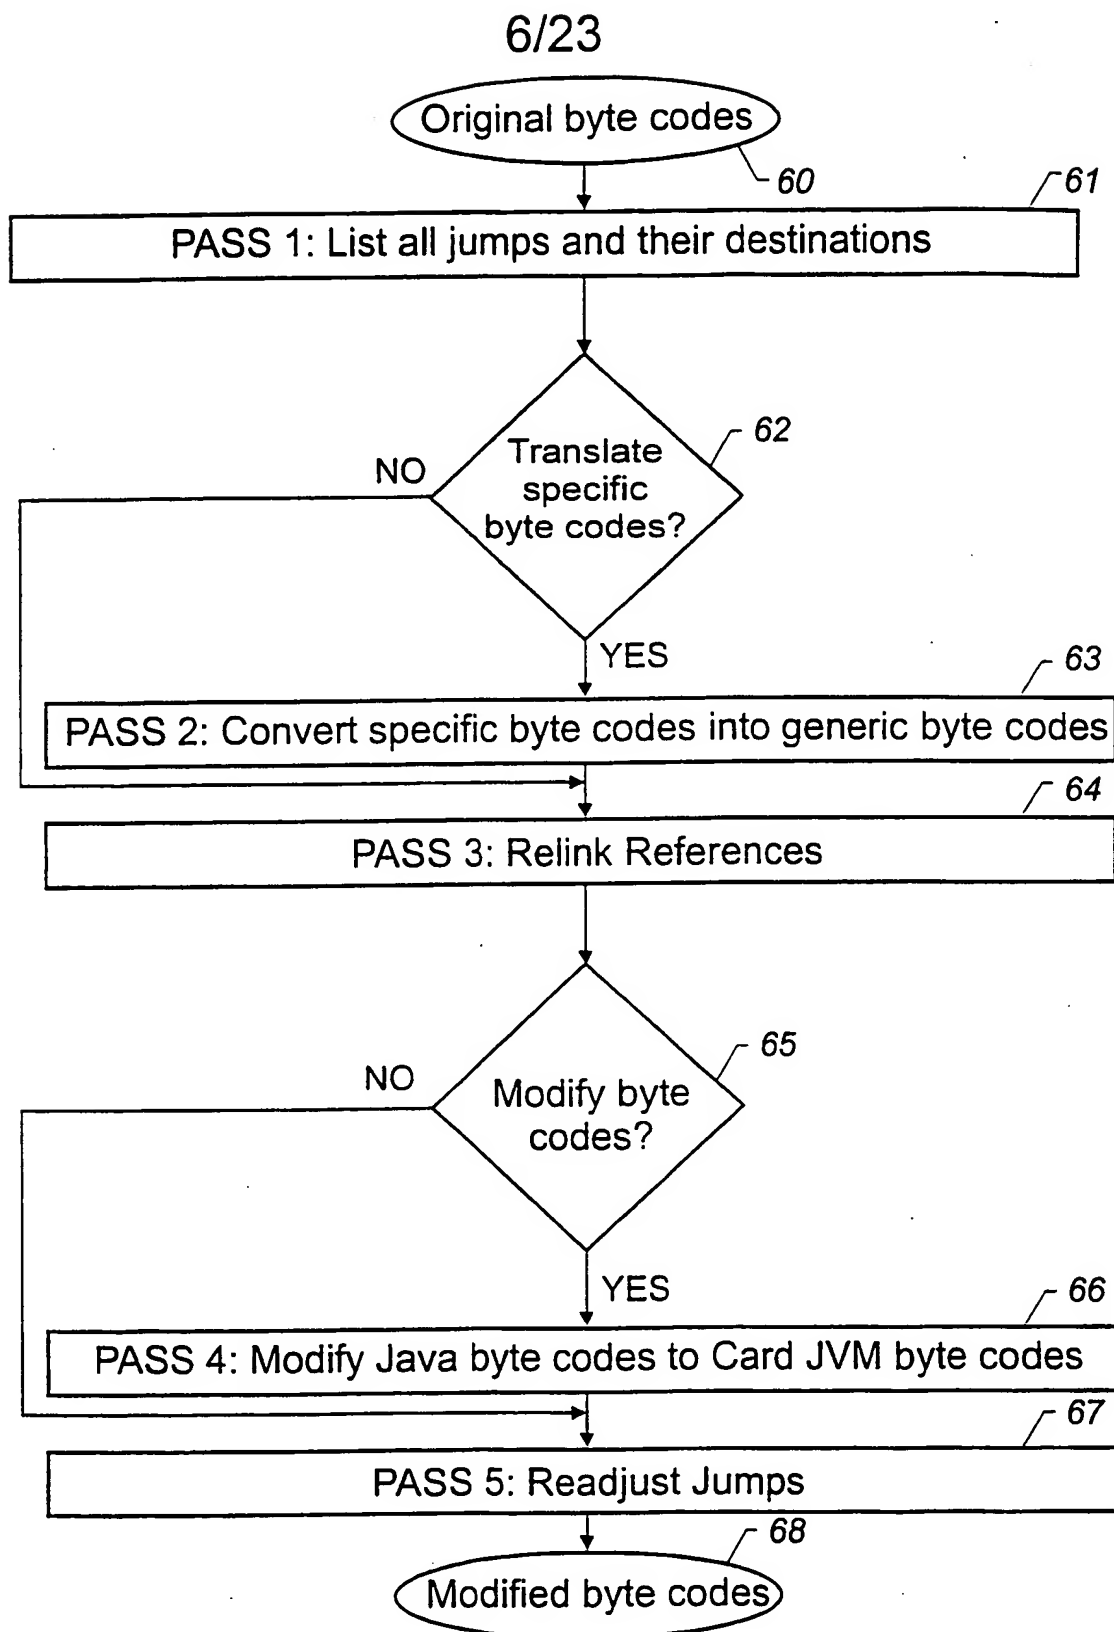 6/23
Original byte codes
60
61
PASS 1: List all jumps and their destinations
62
Translate
specific
byte codes?
NO
YES
63
PASS 2: Convert specific byte codes into generic byte codes
64
PASS 3: Relink References
65
NO
Modify byte
codes?
YES
66
PASS 4: Modify Java byte codes to Card JVM byte codes
67
PASS 5: Readjust Jumps
68
Modified byte codes